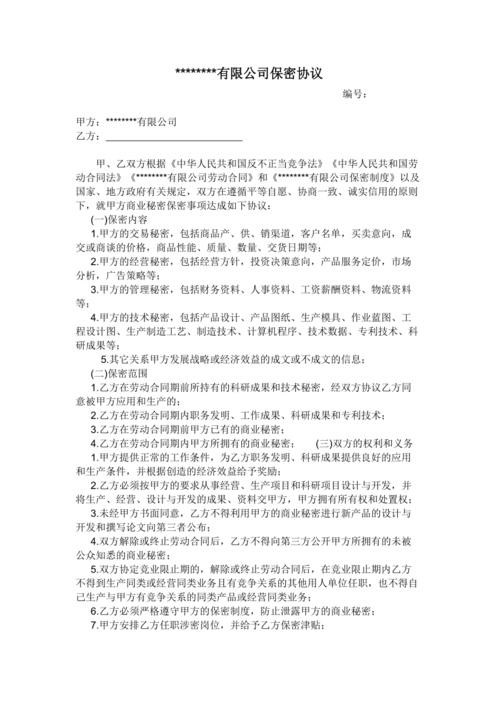 ********有限公司保密协议
编号：
甲方：********有限公司
乙方：
甲、乙双方根据《中华人民共和国反不正当竞争法》《中华人民共和国劳
动合同法》《********有限公司劳动合同》和《********有限公司保密制度》以及
国家、地方政府有关规定，双方在遵循平等自愿、协商一致、诚实信用的原则
下，就甲方商业秘密保密事项达成如下协议：
(一)保密内容
1.甲方的交易秘密，包括商品产、供、销渠道，客户名单，买卖意向，成
交或商谈的价格，商品性能、质量、数量、交货日期等；
2.甲方的经营秘密，包括经营方针，投资决策意向，产品服务定价，市场
分析，广告策略等；
3.甲方的管理秘密，包括财务资料、人事资料、工资薪酬资料、物流资料
等；
4.甲方的技术秘密，包括产品设计、产品图纸、生产模具、作业蓝图、工
程设计图、生产制造工艺、制造技术、计算机程序、技术数据、专利技术、科
研成果等；
5.其它关系甲方发展战略或经济效益的成文或不成文的信息；
(二)保密范围
1.乙方在劳动合同期前所持有的科研成果和技术秘密，经双方协议乙方同
意被甲方应用和生产的；
2.乙方在劳动合同期内职务发明、工作成果、科研成果和专利技术；
3.乙方在劳动合同期前甲方已有的商业秘密；
4.乙方在劳动合同期内甲方所拥有的商业秘密； (三)双方的权利和义务
1.甲方提供正常的工作条件，为乙方职务发明、科研成果提供良好的应用
和生产条件，并根据创造的经济效益给予奖励；
2.乙方必须按甲方的要求从事经营、生产项目和科研项目设计与开发，并
将生产、经营、设计与开发的成果、资料交甲方，甲方拥有所有权和处置权；
3.未经甲方书面同意，乙方不得利用甲方的商业秘密进行新产品的设计与
开发和撰写论文向第三者公布；
4.双方解除或终止劳动合同后，乙方不得向第三方公开甲方所拥有的未被
公众知悉的商业秘密；
5.双方协定竞业限止期的，解除或终止劳动合同后，在竞业限止期内乙方
不得到生产同类或经营同类业务且有竞争关系的其他用人单位任职，也不得自
己生产与甲方有竞争关系的同类产品或经营同类业务；
6.乙方必须严格遵守甲方的保密制度，防止泄露甲方的商业秘密；
7.甲方安排乙方任职涉密岗位，并给予乙方保密津贴；